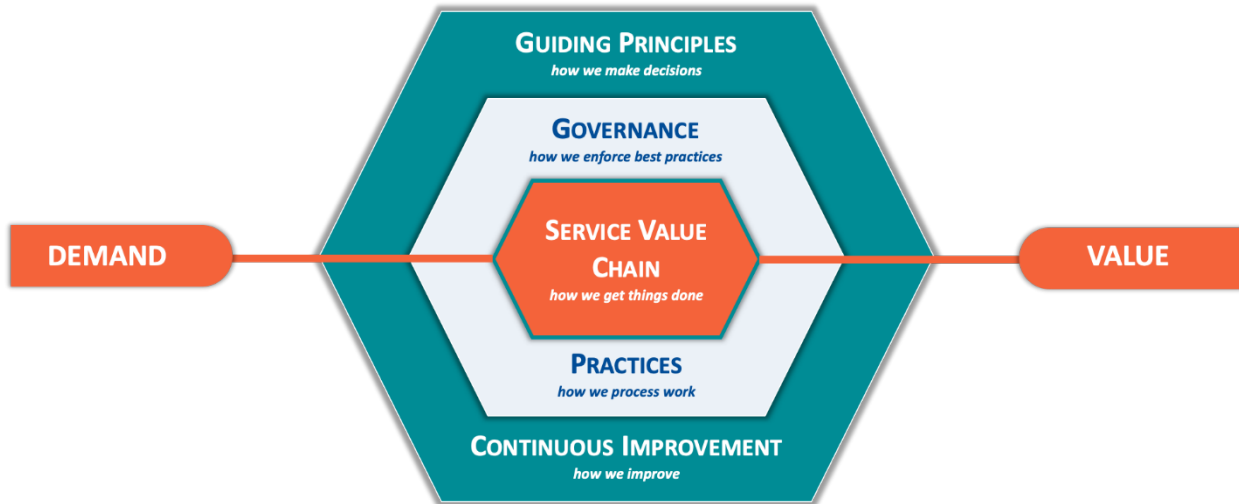 GUIDING PRINCIPLES
how we make decisions
GOVERNANCE
how we enforce best practices
DEMAND
SERVICE VALUE
CHAIN
how we get things done
VALUE
PRACTICES
how we process work
CONTINUOUS IMPROVEMENT
how we improve